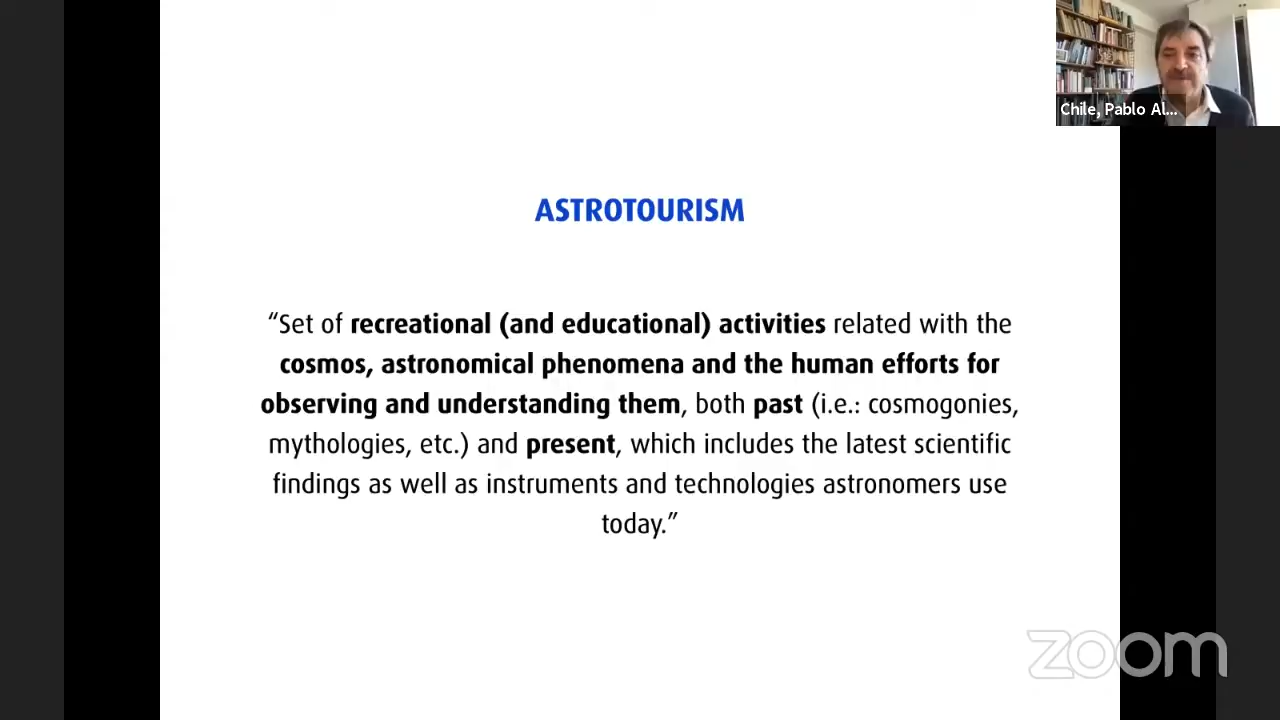 Chile, Pablo Al...
ASTROTOURISM
“Set of recreational (and educational) activities related with the
cosmos, astronomical phenomena and the human efforts for
observing and understanding them, both past (i.e.: cosmogonies,
mythologies, etc.) and present, which includes the latest scientific
findings as well as instruments and technologies astronomers use
today.”
zoom